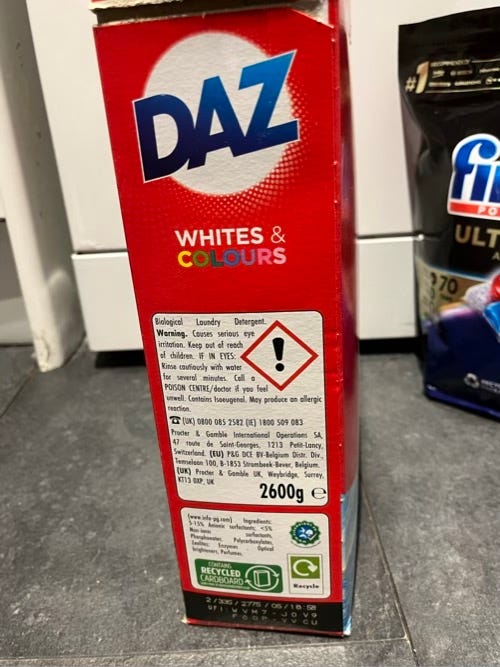 DAZ
WHITES &
COLOURS
Biological Laundry Detergent.
Warning. Causes serious eye
irritation. Keep out of reach
of children. IF IN EYES:
Rinse cautiously with water
for several minutes. Call a
POISON CENTRE/doctor if you feel
unwell. Contains Isoeugenol. May produce an allergic
reaction.
(UK) 0800 085 2582 (IE) 1800 509 083
Procter & Gamble International Operations SA,
47 route de Saint-Georges, 1213 Petit-Lancy,
Switzerland. (EU) P&G DCE BV-Belgium Distr. Div.,
Temselaan 100, B-1853 Strombeek-Bever, Belgium.
(UK) Procter & Gamble UK, Weybridge, Surrey,
KT13 0XP, UK
2600g e
(www.info-pg.com) Ingredients:
5-15% Anionic surfactants, <5%
Non-ionic surfactants,
Phosphonates, Polycarboxylates,
Zeolites, Enzymes, Optical
brighteners, Perfumes.
CONTAINS
RECYCLED
CARDBOARD
Recycle
#1
fi
PO
ULT
70